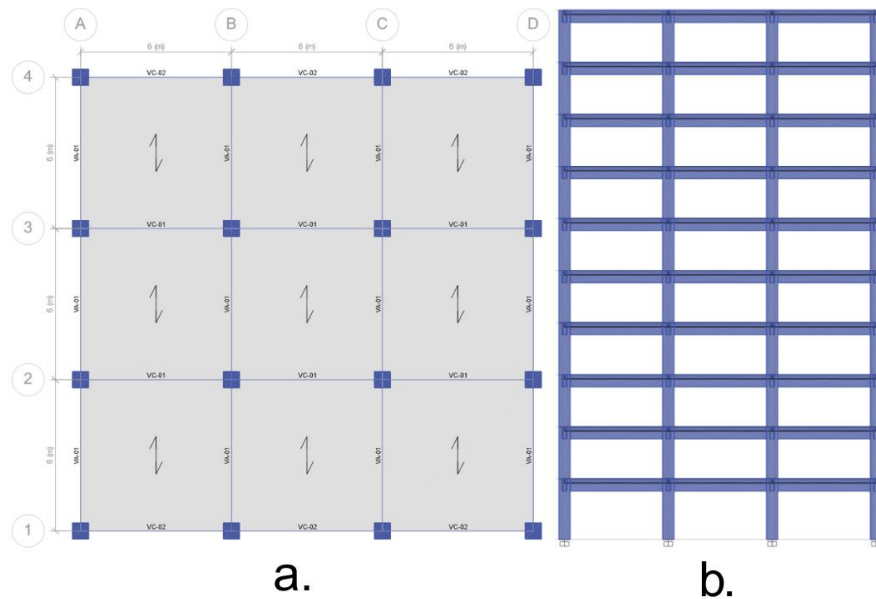 A B C D
6 (m) 6 (m) 6 (m)
4 VC-02 VC-02 VC-02
6 (m) VA-01 VA-01 VA-01 VA-01
3 VC-01 VC-01 VC-01
6 (m) VA-01 VA-01 VA-01 VA-01
2 VC-01 VC-01 VC-01
6 (m) VA-01 VA-01 VA-01 VA-01
1 VC-02 VC-02 VC-02
a. b.